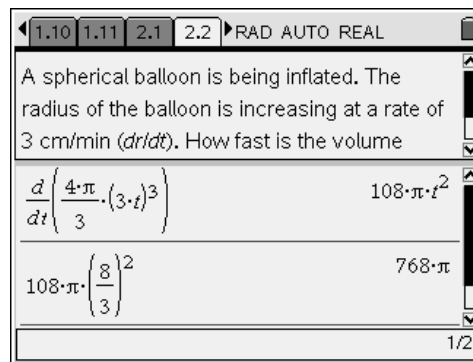 1.10 1.11 2.1 2.2 RAD AUTO REAL
A spherical balloon is being inflated. The
radius of the balloon is increasing at a rate of
3 cm/min (dr/dt). How fast is the volume
d/dt(4·π/3·(3·t)^3) 108·π·t^2
108·π·(8/3)^2 768·π
1/2